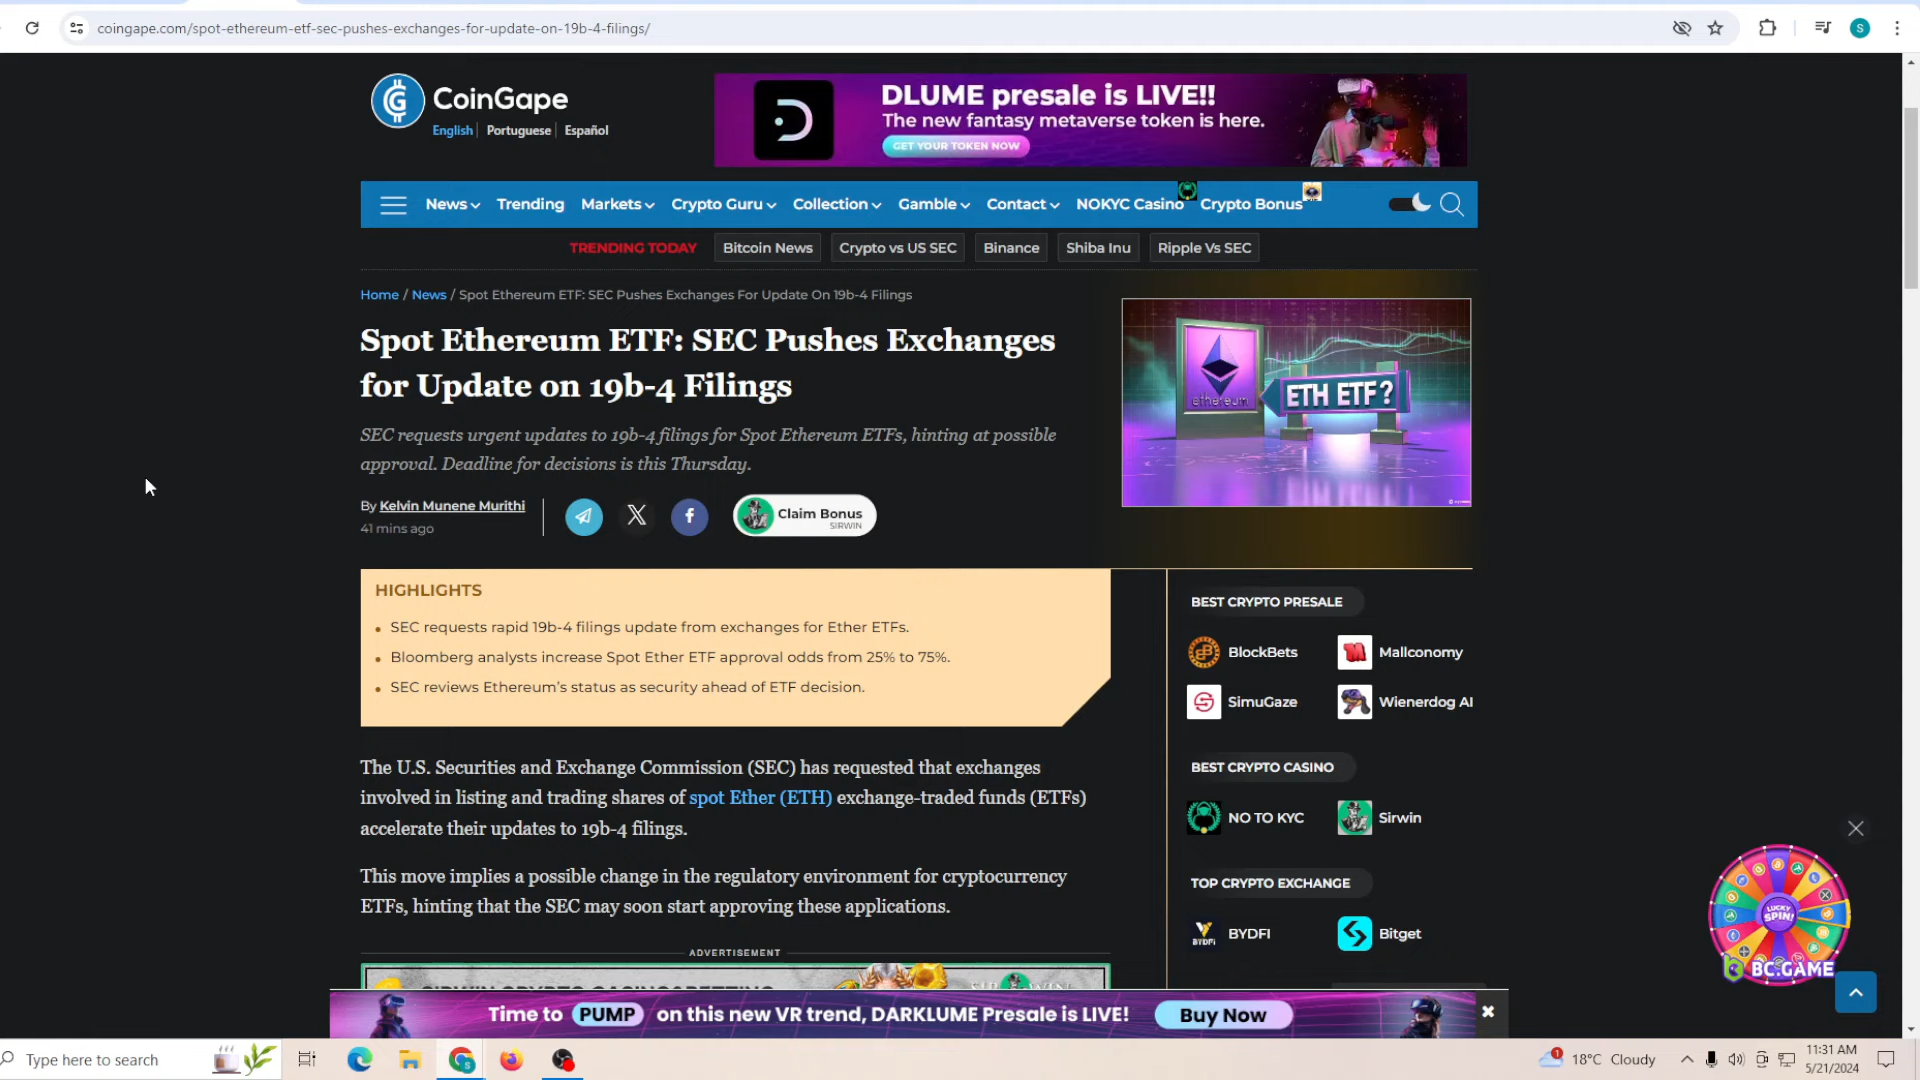 coingape.com/spot-ethereum-etf-sec-pushes-exchanges-for-update-on-19b-4-filings/
S
CoinGape
English
Portuguese
Español
DLUME presale is LIVE!!
The new fantasy metaverse token is here.
GET YOUR TOKEN NOW
News
Trending
Markets
Crypto Guru
Collection
Gamble
Contact
NOKYC Casino
Crypto Bonus
TRENDING TODAY
Bitcoin News
Crypto vs US SEC
Binance
Shiba Inu
Ripple Vs SEC
Home / News / Spot Ethereum ETF: SEC Pushes Exchanges For Update On 19b-4 Filings
Spot Ethereum ETF: SEC Pushes Exchanges
for Update on 19b-4 Filings
SEC requests urgent updates to 19b-4 filings for Spot Ethereum ETFs, hinting at possible
approval. Deadline for decisions is this Thursday.
By Kelvin Munene Murithi
41 mins ago
Claim Bonus
SIRWIN
ethereum
ETH ETF?
HIGHLIGHTS
SEC requests rapid 19b-4 filings update from exchanges for Ether ETFs.
Bloomberg analysts increase Spot Ether ETF approval odds from 25% to 75%.
SEC reviews Ethereum's status as security ahead of ETF decision.
The U.S. Securities and Exchange Commission (SEC) has requested that exchanges
involved in listing and trading shares of spot Ether (ETH) exchange-traded funds (ETFs)
accelerate their updates to 19b-4 filings.
This move implies a possible change in the regulatory environment for cryptocurrency
ETFs, hinting that the SEC may soon start approving these applications.
ADVERTISEMENT
BEST CRYPTO PRESALE
BlockBets
Mallconomy
SimuGaze
Wienerdog AI
BEST CRYPTO CASINO
NO TO KYC
Sirwin
TOP CRYPTO EXCHANGE
BYDFI
BYDFI
Bitget
LUCKY
SPIN!
BC.GAME
Time to PUMP on this new VR trend, DARKLUME Presale is LIVE!
Buy Now
Type here to search
1
18°C Cloudy
11:31 AM
5/21/2024